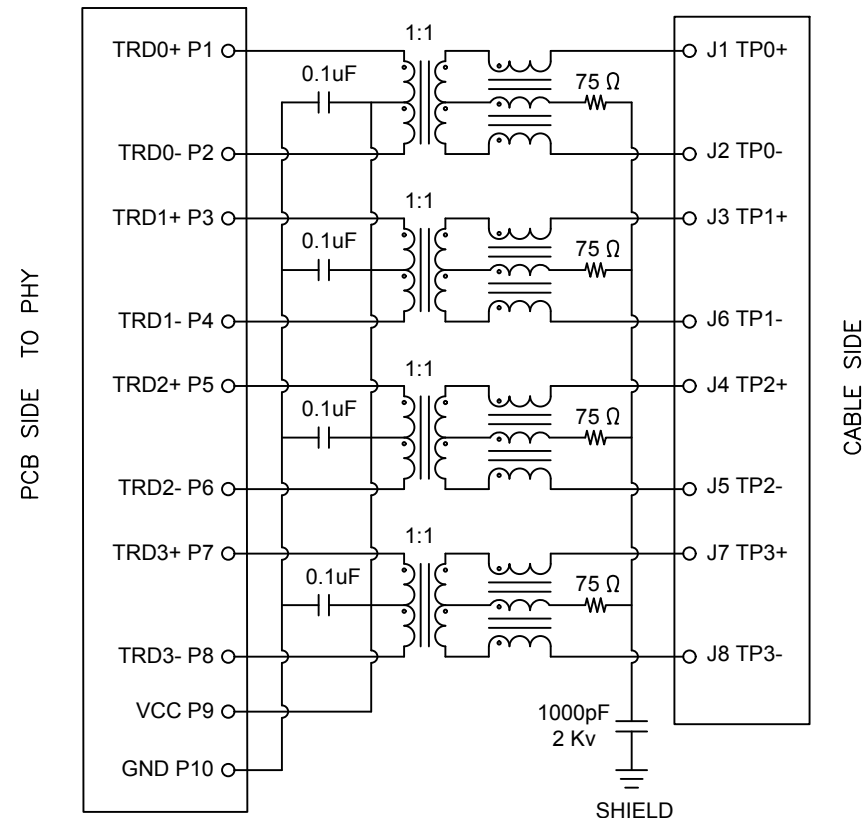 TRD0+ P1
1:1
J1 TP0+
0.1uF
75 Ω
TRD0- P2
J2 TP0-
TRD1+ P3
1:1
J3 TP1+
0.1uF
75 Ω
TRD1- P4
J6 TP1-
TRD2+ P5
1:1
J4 TP2+
0.1uF
75 Ω
TRD2- P6
J5 TP2-
TRD3+ P7
1:1
J7 TP3+
0.1uF
75 Ω
TRD3- P8
J8 TP3-
VCC P9
1000pF
2 Kv
GND P10
SHIELD
PCB SIDE TO PHY
CABLE SIDE